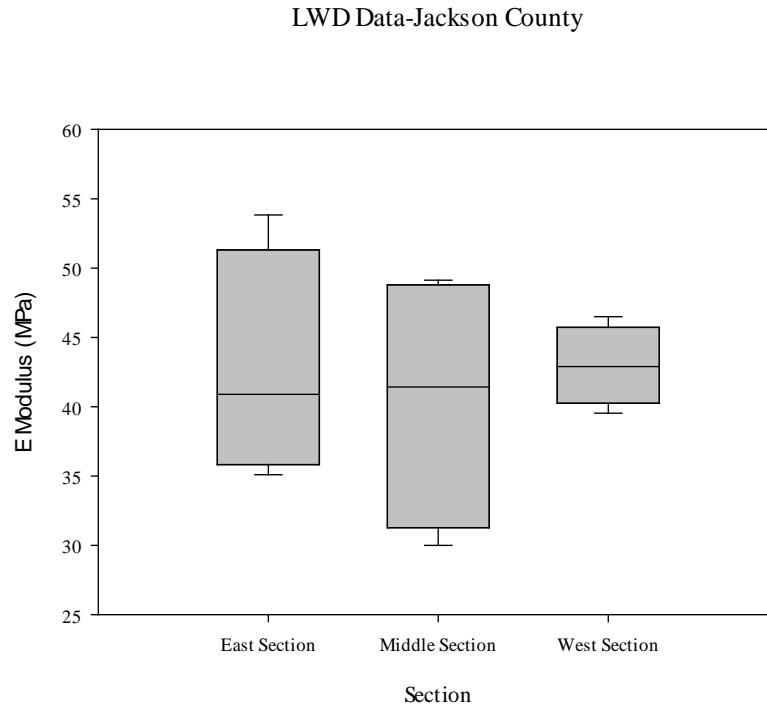 LWD Data-Jackson County
60
55
50
45
40
35
30
25
E Modulus (MPa)
East Section
Middle Section
West Section
Section